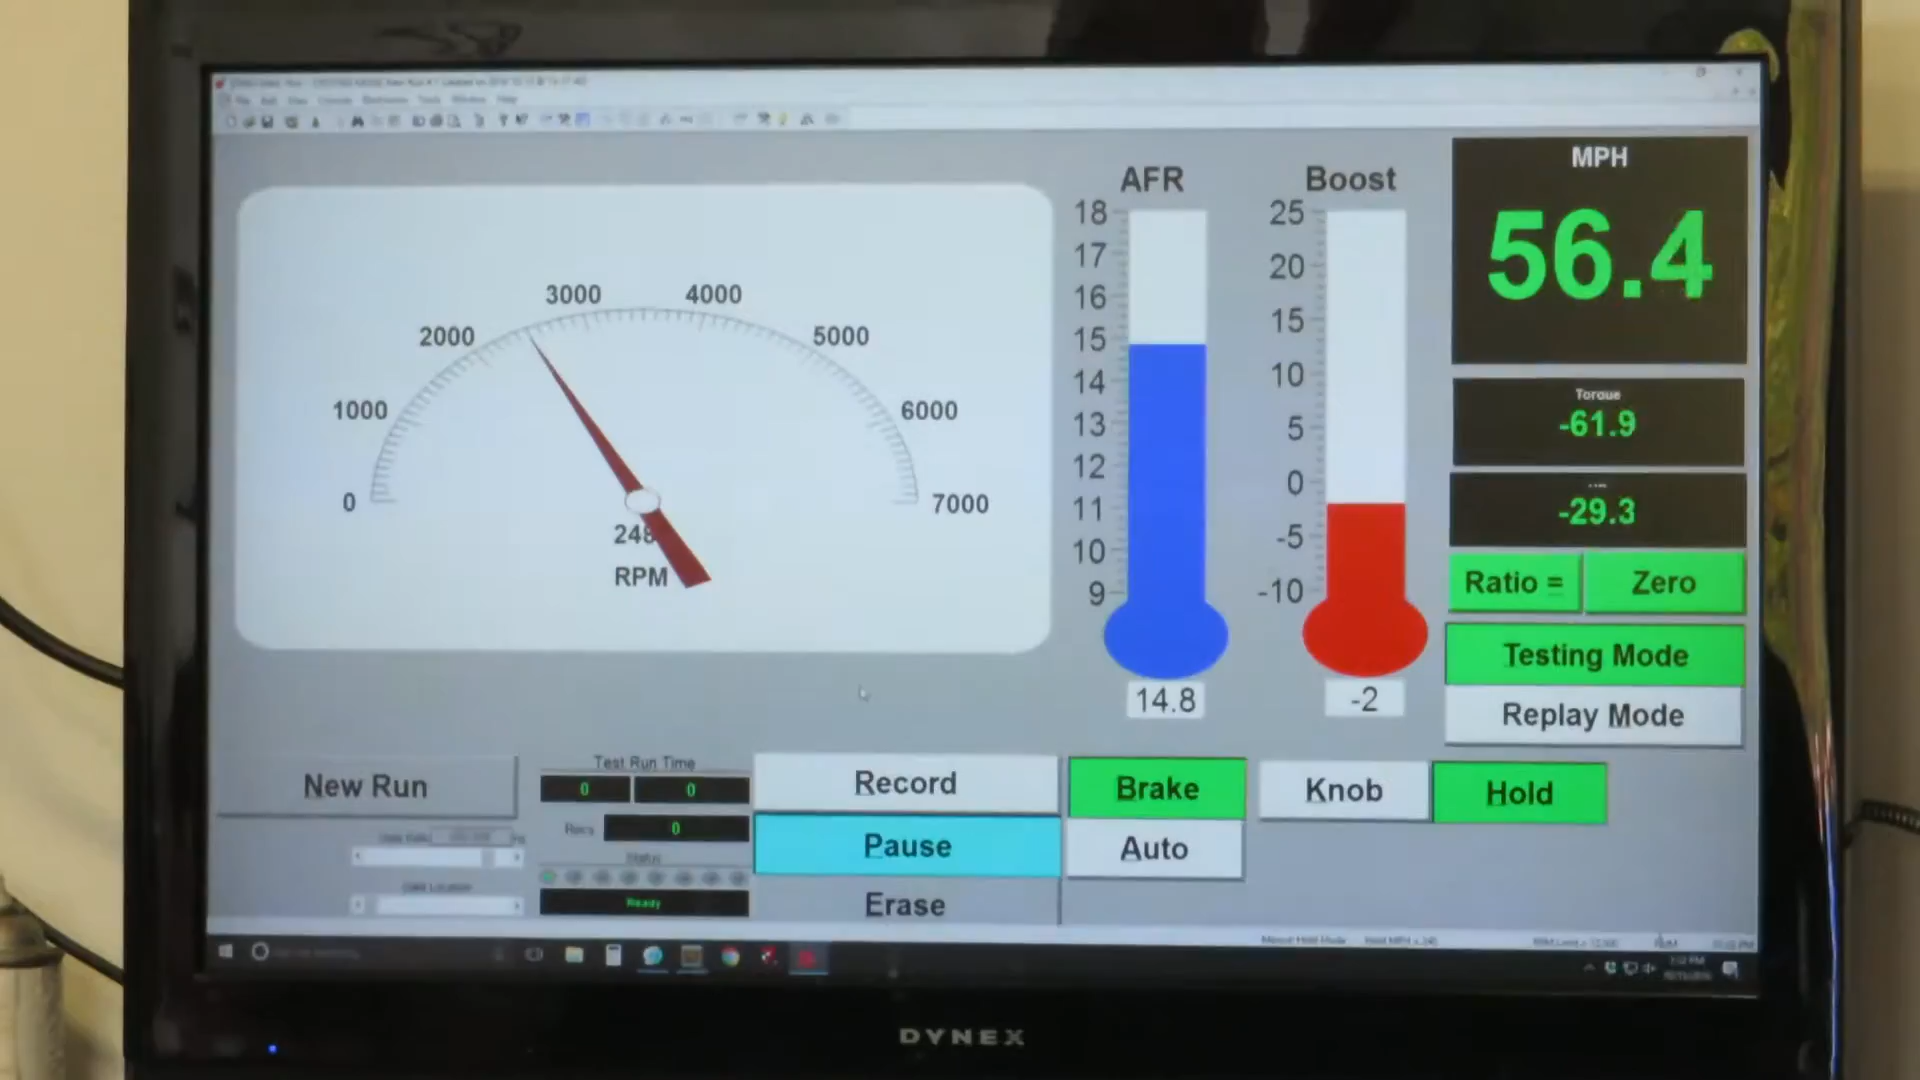 MPH
56.4
AFR
Boost
18
17
16
15
14
13
12
11
10
9
14.8
25
20
15
10
5
0
-5
-10
-2
0
1000
2000
3000
4000
5000
6000
7000
248
RPM
Torque
-61.9
-29.3
Ratio =
Zero
Testing Mode
Replay Mode
New Run
Test Run Time
0
0
Recs
0
Status
Ready
Record
Pause
Erase
Brake
Auto
Knob
Hold
DYNEX